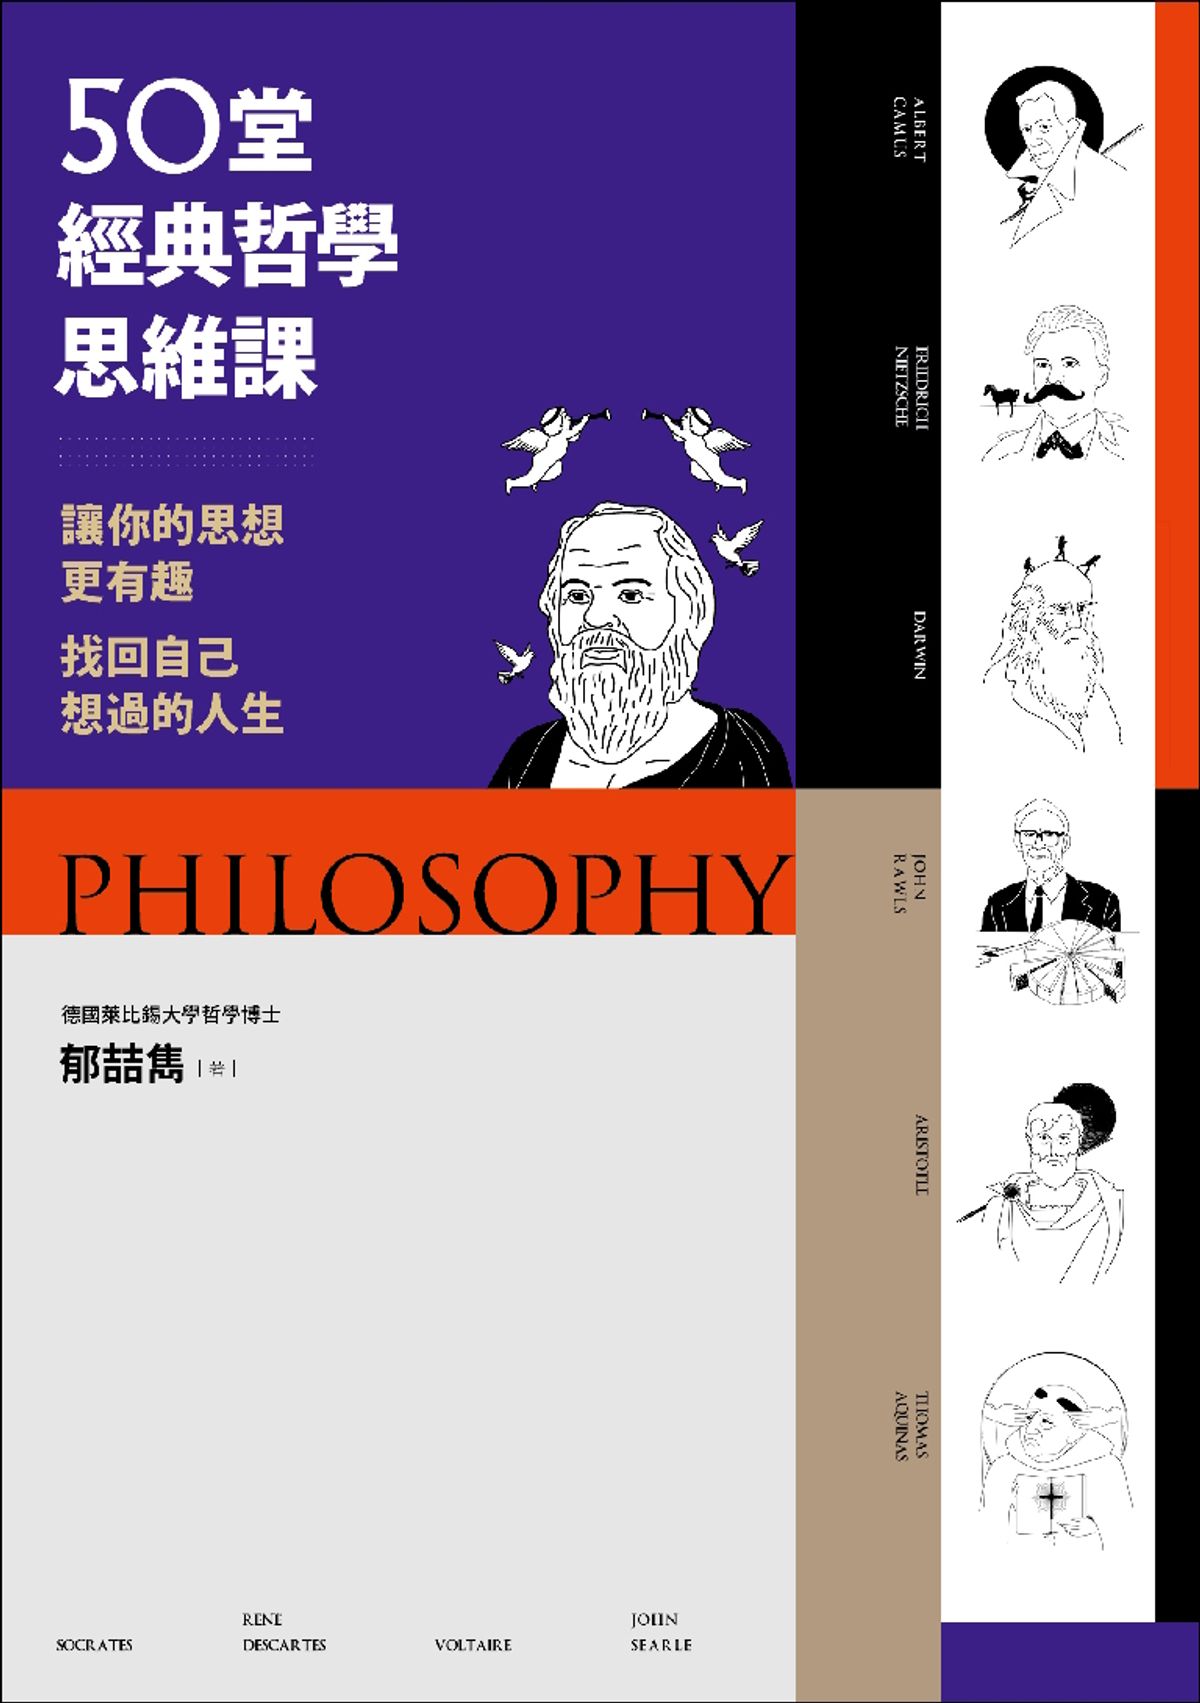 50堂
經典哲學
思維課
讓你的思想
更有趣
找回自己
想過的人生
PHILOSOPHY
德國萊比錫大學哲學博士
郁喆雋 |著|
SOCRATES
RENE
DESCARTES
VOLTAIRE
JOHN
SEARLE
ALBERT
CAMUS
FRIEDRICH
NIETZSCHE
DARWIN
JOHN
RAWLS
ARISTOTLE
THOMAS
AQUINAS